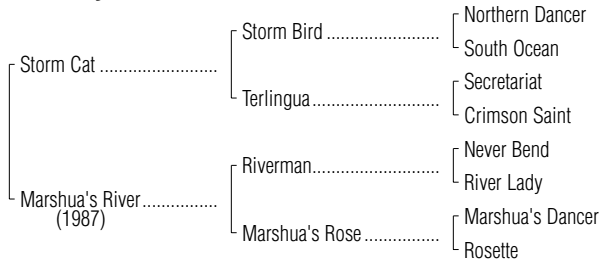 Northern Dancer
Storm Bird ........................
South Ocean
Storm Cat .........................
Secretariat
Terlingua ...........................
Crimson Saint
Never Bend
Riverman...........................
River Lady
Marshua's River................
(1987)
Marshua's Dancer
Marshua's Rose ................
Rosette